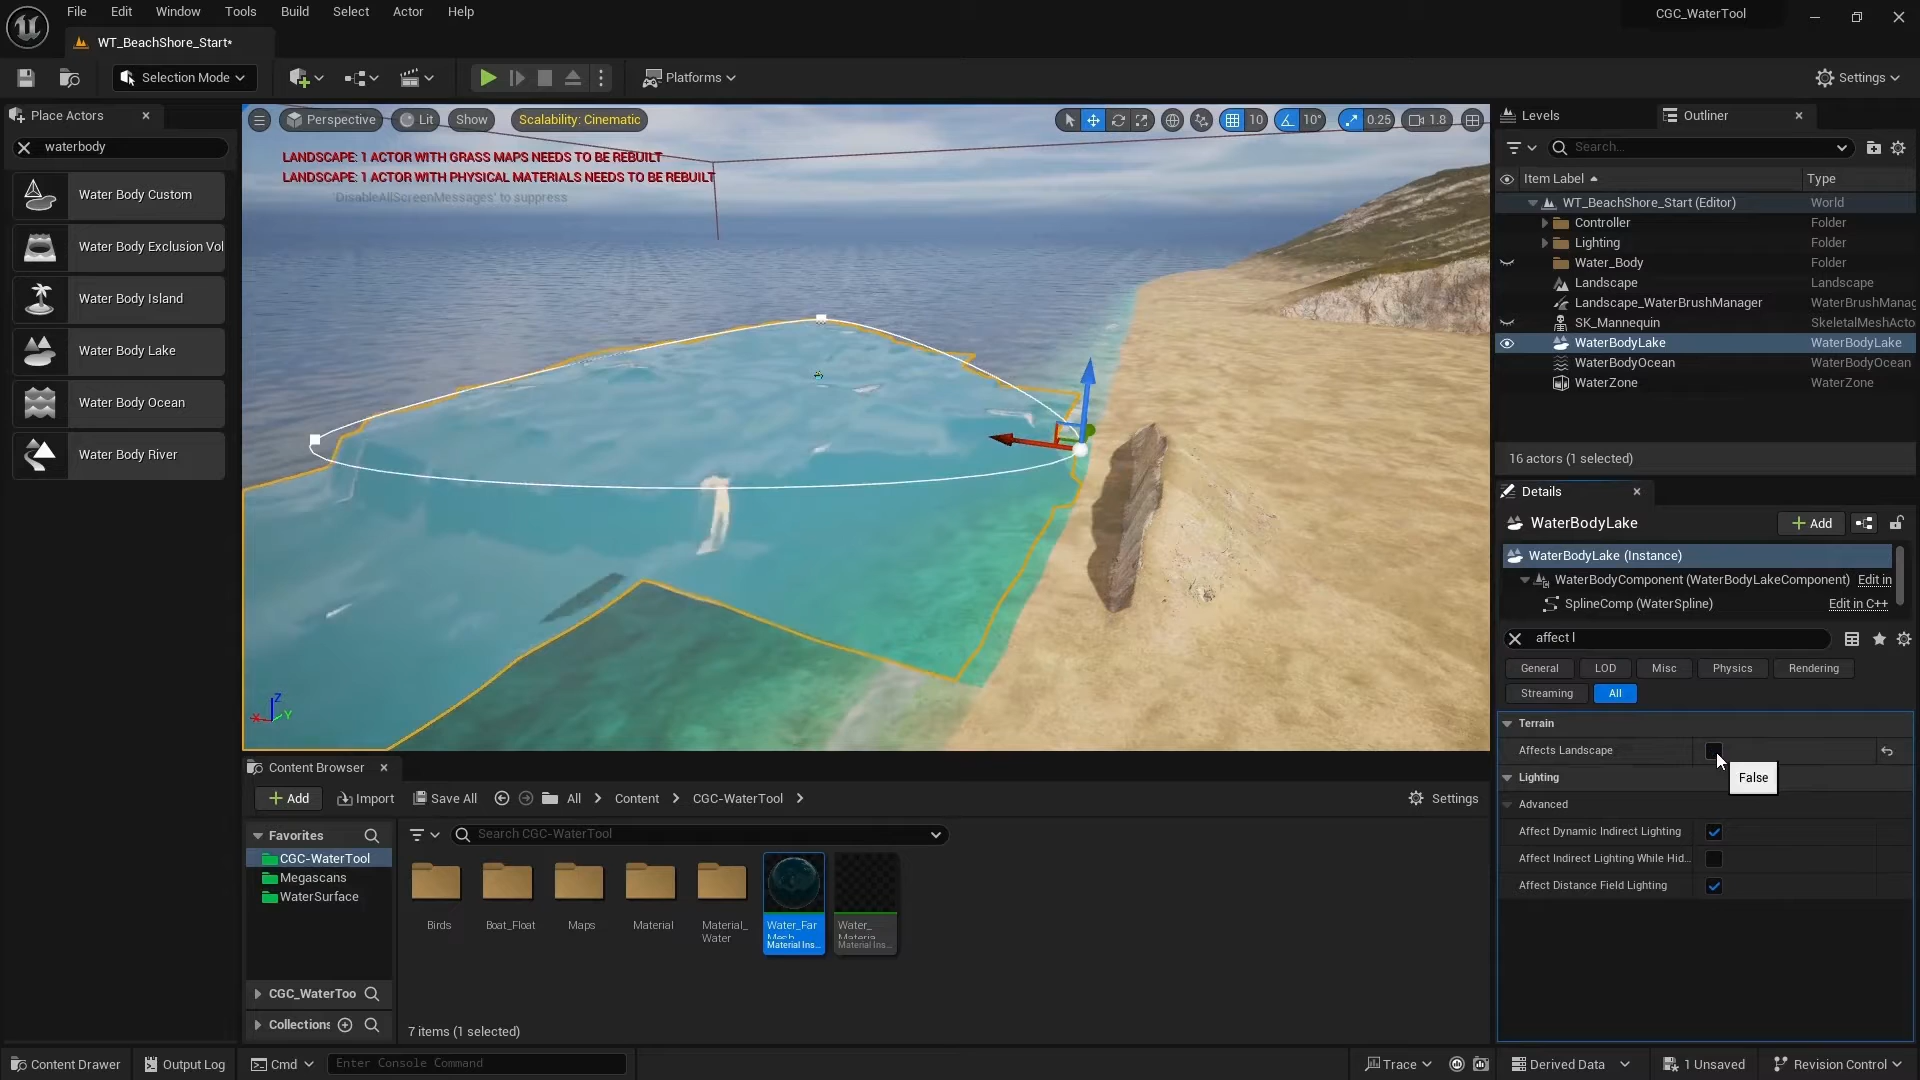 File Edit Window Tools Build Select Actor Help
CGC_WaterTool
WT_BeachShore_Start*
Selection Mode
Platforms
Settings
Place Actors
waterbody
Water Body Custom
Water Body Exclusion Vol
Water Body Island
Water Body Lake
Water Body Ocean
Water Body River
Perspective Lit Show Scalability: Cinematic
10 10° 0.25 1.8
LANDSCAPE: 1 ACTOR WITH GRASS MAPS NEEDS TO BE REBUILT
LANDSCAPE: 1 ACTOR WITH PHYSICAL MATERIALS NEEDS TO BE REBUILT
'DisableAllScreenMessages' to suppress
Z
X Y
Levels Outliner
Search...
Item Label Type
WT_BeachShore_Start (Editor) World
Controller Folder
Lighting Folder
Water_Body Folder
Landscape Landscape
Landscape_WaterBrushManager WaterBrushManag
SK_Mannequin SkeletalMeshActo
WaterBodyLake WaterBodyLake
WaterBodyOcean WaterBodyOcean
WaterZone WaterZone
16 actors (1 selected)
Details
WaterBodyLake
Add
WaterBodyLake (Instance)
WaterBodyComponent (WaterBodyLakeComponent) Edit in
SplineComp (WaterSpline) Edit in C++
affect l
General LOD Misc Physics Rendering
Streaming All
Terrain
Affects Landscape
False
Lighting
Advanced
Affect Dynamic Indirect Lighting
Affect Indirect Lighting While Hid...
Affect Distance Field Lighting
Content Browser
Add Import Save All All Content CGC-WaterTool
Settings
Favorites
Search CGC-WaterTool
CGC-WaterTool
Megascans
WaterSurface
CGC_WaterToo
Collections
Birds
Boat_Float
Maps
Material
Material_
Water
Water_Far
Mesh
Material Ins...
Water_
Materia
Material Ins...
7 items (1 selected)
Content Drawer Output Log Cmd Enter Console Command
Trace Derived Data 1 Unsaved Revision Control